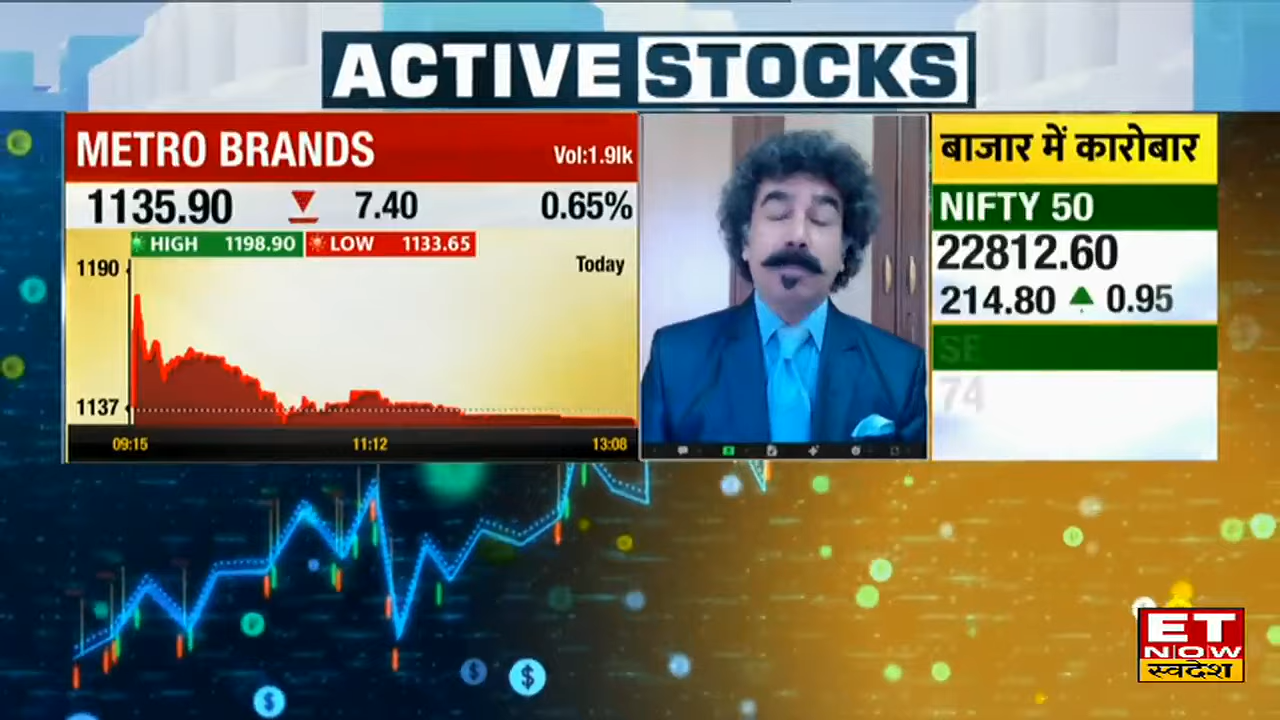 ACTIVE STOCKS
METRO BRANDS
Vol:1.9lk
1135.90 7.40 0.65%
HIGH 1198.90 LOW 1133.65
Today
1190
1137
09:15 11:12 13:08
बाजार में कारोबार
NIFTY 50
22812.60
214.80 0.95
SE
74
ET
NOW
स्वदेश